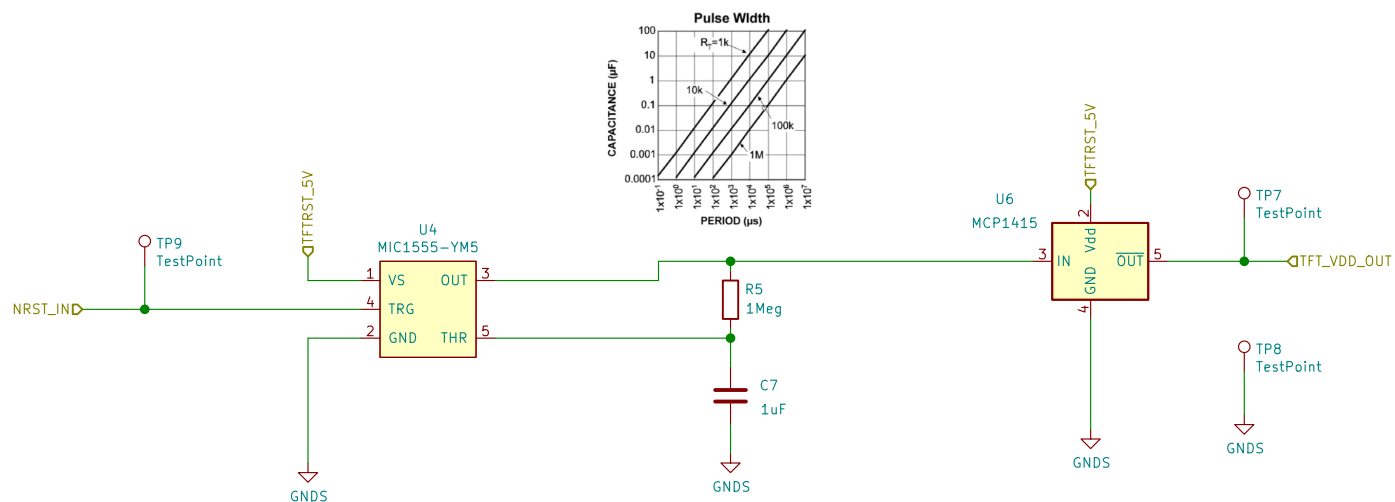 Pulse Width
CAPACITANCE (µF)
100
10
1
0.1
0.01
0.001
0.0001
RT=1k
10k
100k
1M
1x10-1
1x100
1x101
1x102
1x103
1x104
1x105
1x106
1x107
PERIOD (µs)
TFTRST_5V
TP9
TestPoint
NRST_IN
U4
MIC1555-YM5
1
VS
OUT
3
4
TRG
2
GND
THR
5
GNDS
R5
1Meg
C7
1uF
GNDS
TFTRST_5V
U6
MCP1415
2
Vdd
3
IN
OUT
5
GND
4
GNDS
TP7
TestPoint
TFT_VDD_OUT
TP8
TestPoint
GNDS